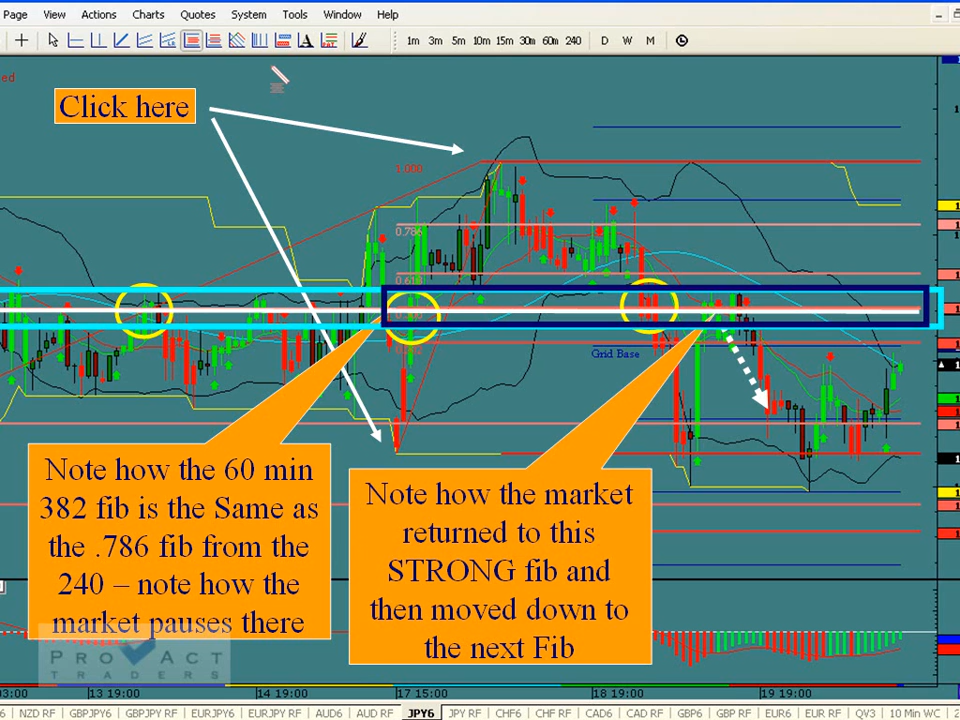 Page View Actions Charts Quotes System Tools Window Help
1m 3m 5m 10m 15m 30m 60m 240 D W M
ed
Click here
1.000
0.786
0.618
Grid Base
Note how the 60 min
382 fib is the Same as
the .786 fib from the
240 – note how the
market pauses there
Note how the market
returned to this
STRONG fib and
then moved down to
the next Fib
PROACT
TRADERS
03:00 13 19:00 14 19:00 17 15:00 18 19:00 19 19:00
6 NZD RF GBPJPY6 GBPJPY RF EURJPY6 EURJPY RF AUD6 AUD RF JPY6 JPY RF CHF6 CHF RF CAD6 CAD RF GBP6 GBP RF EUR6 EUR RF QV3 10 Min WC